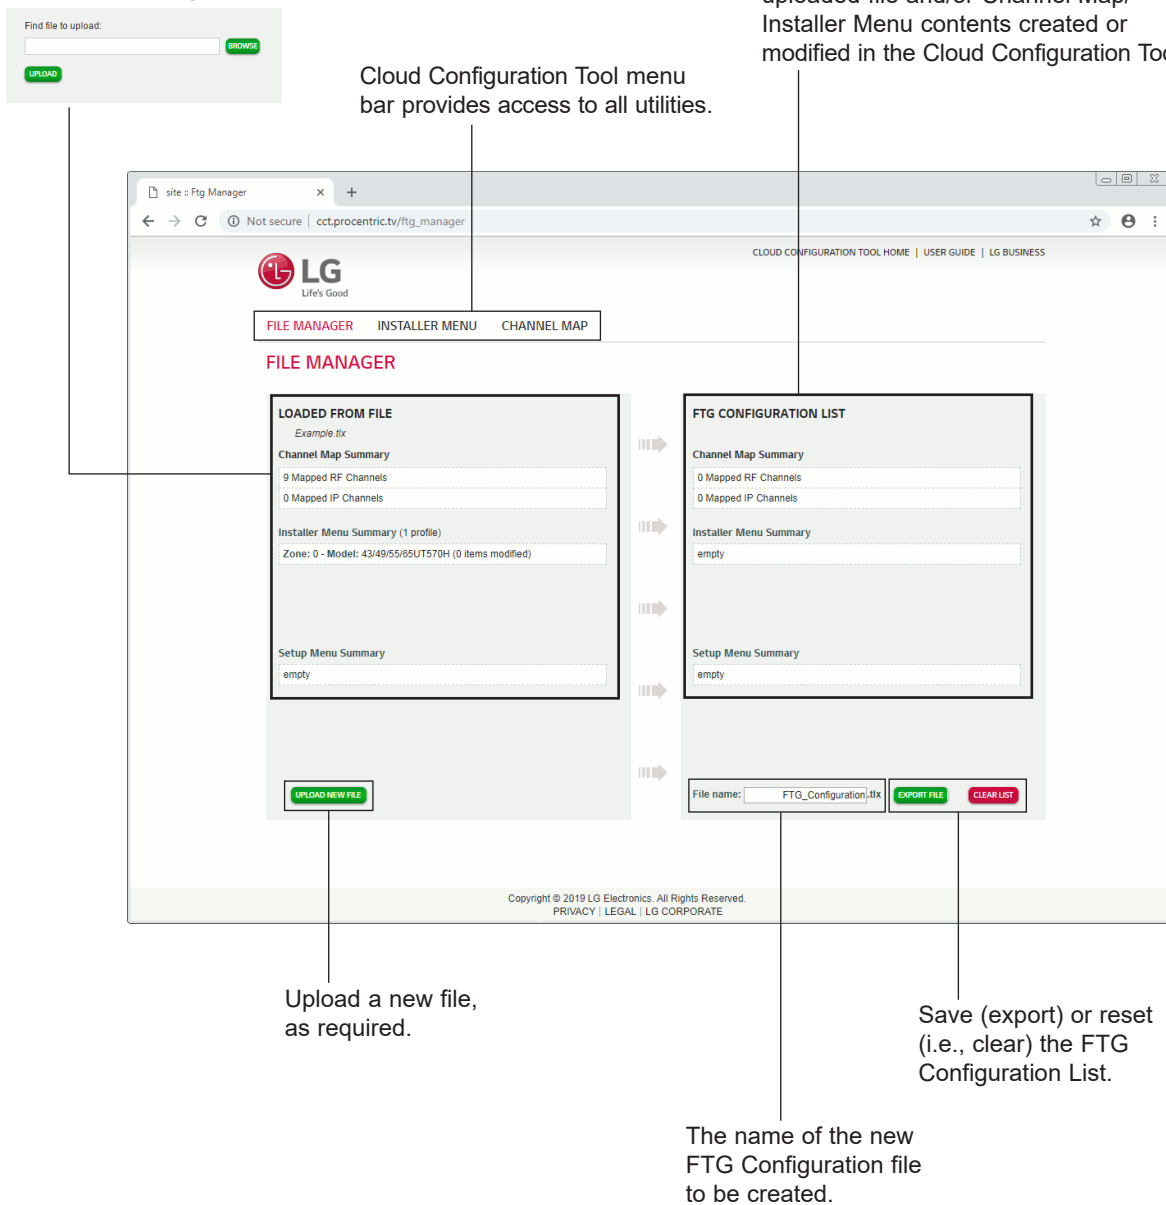 uploaded file and/or Channel Map/
Installer Menu contents created or
modified in the Cloud Configuration
Find file to upload:
BROWSE
UPLOAD
Cloud Configuration Tool menu
bar provides access to all utilities.
site :: Ftg Manager
Not secure | cct.procentric.tv/ftg_manager
CLOUD CONFIGURATION TOOL HOME | USER GUIDE | LG BUSINESS
LG
Life's Good
FILE MANAGER INSTALLER MENU CHANNEL MAP
FILE MANAGER
LOADED FROM FILE
Example.tlx
Channel Map Summary
9 Mapped RF Channels
0 Mapped IP Channels
Installer Menu Summary (1 profile)
Zone: 0 - Model: 43/49/55/65UT570H (0 items modified)
Setup Menu Summary
empty
UPLOAD NEW FILE
FTG CONFIGURATION LIST
Channel Map Summary
0 Mapped RF Channels
0 Mapped IP Channels
Installer Menu Summary
empty
Setup Menu Summary
empty
File name: FTG_Configuration .tlx EXPORT FILE CLEAR LIST
Copyright © 2019 LG Electronics. All Rights Reserved.
PRIVACY | LEGAL | LG CORPORATE
Upload a new file,
as required.
Save (export) or reset
(i.e., clear) the FTG
Configuration List.
The name of the new
FTG Configuration file
to be created.